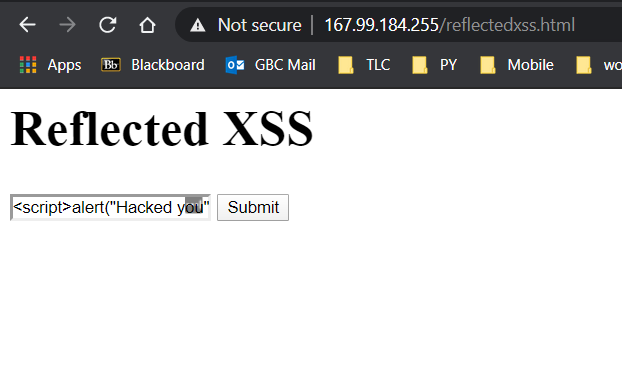 Not secure | 167.99.184.255/reflectedxss.html
Apps Bb Blackboard GBC Mail TLC PY Mobile wo
Reflected XSS
<script>alert("Hacked you" Submit